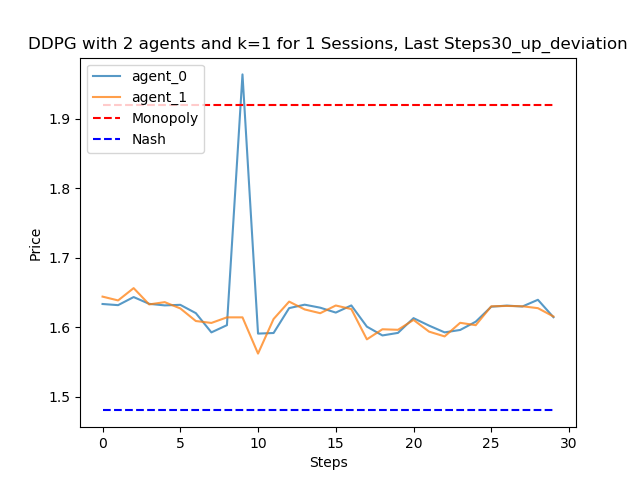 DDPG with 2 agents and k=1 for 1 Sessions, Last Steps30_up_deviation
agent_0
agent_1
Monopoly
Nash
1.9
1.8
1.7
1.6
1.5
Price
0 5 10 15 20 25 30
Steps